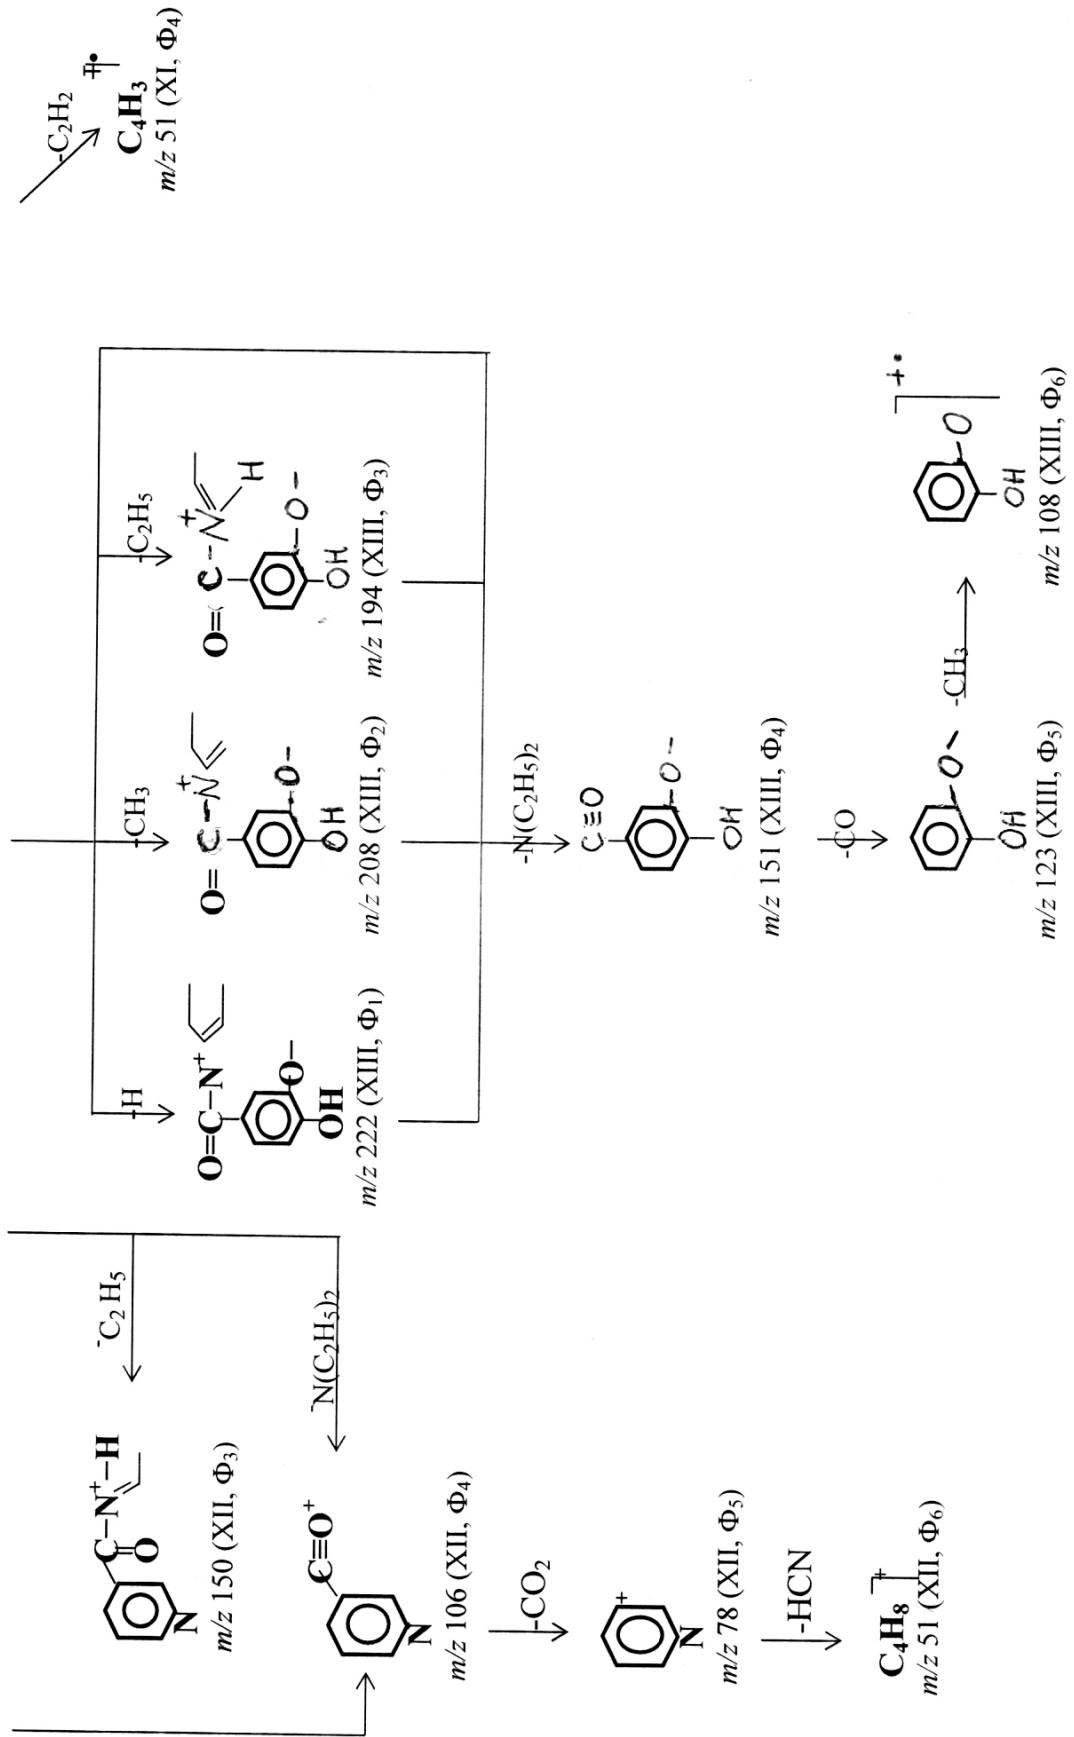 -C2H5
O=C-N+-H
N
m/z 150 (XII, Φ3)
-N(C2H5)2
C≡O+
N
m/z 106 (XII, Φ4)
-CO2
+
N
m/z 78 (XII, Φ5)
-HCN
C4H8 +
m/z 51 (XII, Φ6)
-H
O=C-N+
O-
OH
m/z 222 (XIII, Φ1)
-CH3
O=C-N+
O-
OH
m/z 208 (XIII, Φ2)
-C2H5
O=C-N+
H
O-
OH
m/z 194 (XIII, Φ3)
-N(C2H5)2
C≡O
O-
OH
m/z 151 (XIII, Φ4)
-CO
O-
OH
m/z 123 (XIII, Φ5)
-CH3
+•
-O
OH
m/z 108 (XIII, Φ6)
-C2H2
C4H3 +•
m/z 51 (XI, Φ4)